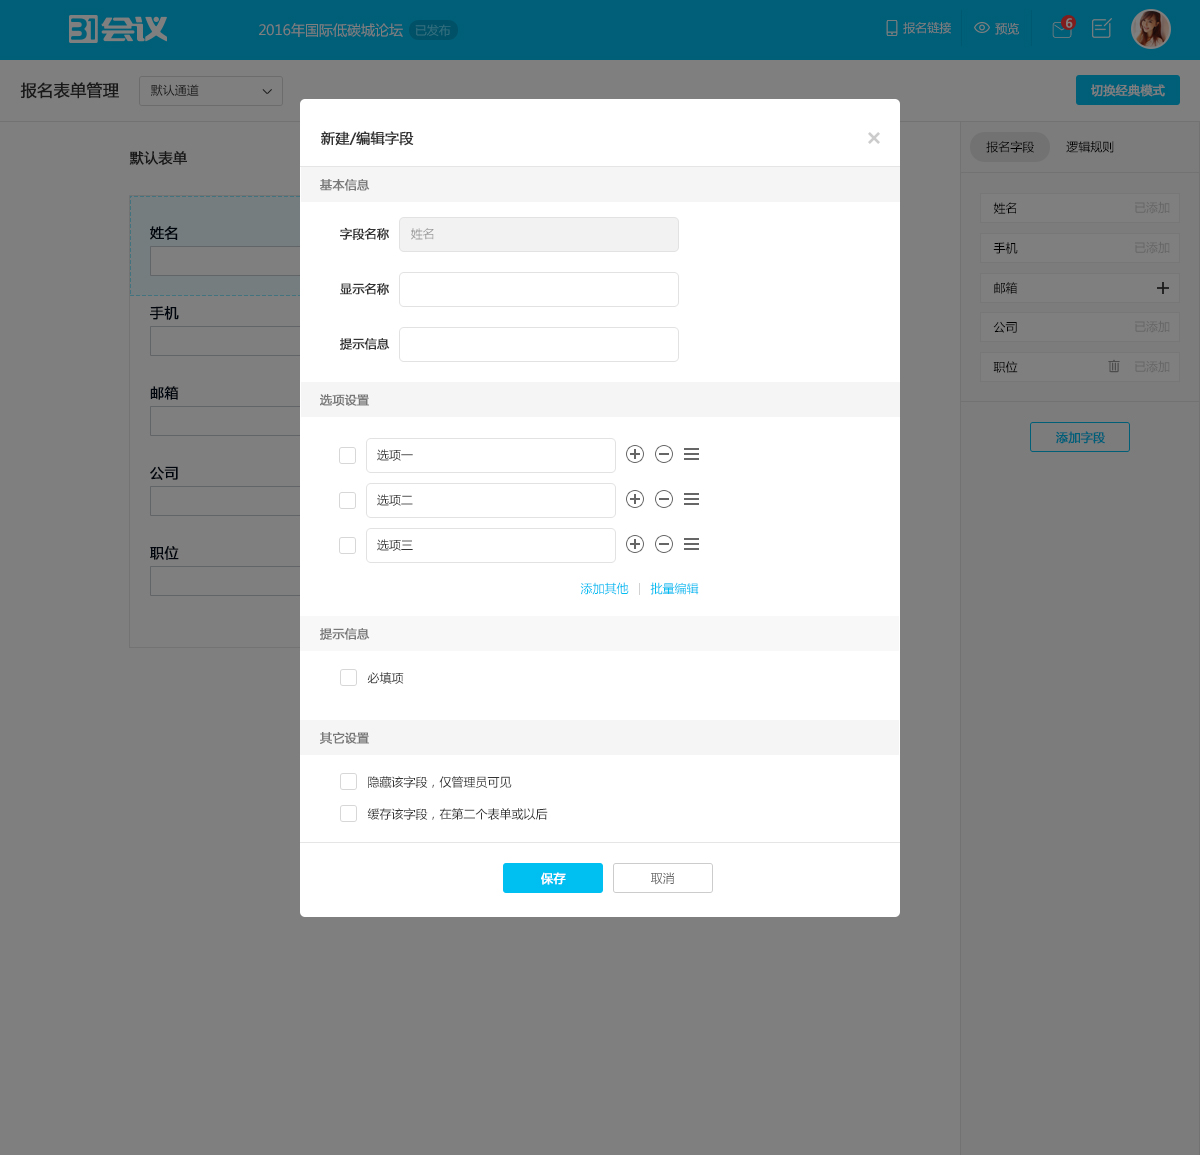 31会议
2016年国际低碳城论坛 已发布
报名链接
预览
6
报名表单管理
默认通道
切换经典模式
默认表单
姓名
手机
邮箱
公司
职位
新建/编辑字段
基本信息
字段名称 姓名
显示名称
提示信息
选项设置
选项一
选项二
选项三
添加其他 | 批量编辑
提示信息
必填项
其它设置
隐藏该字段，仅管理员可见
缓存该字段，在第二个表单或以后
保存 取消
报名字段 逻辑规则
姓名 已添加
手机 已添加
邮箱
公司 已添加
职位 已添加
添加字段